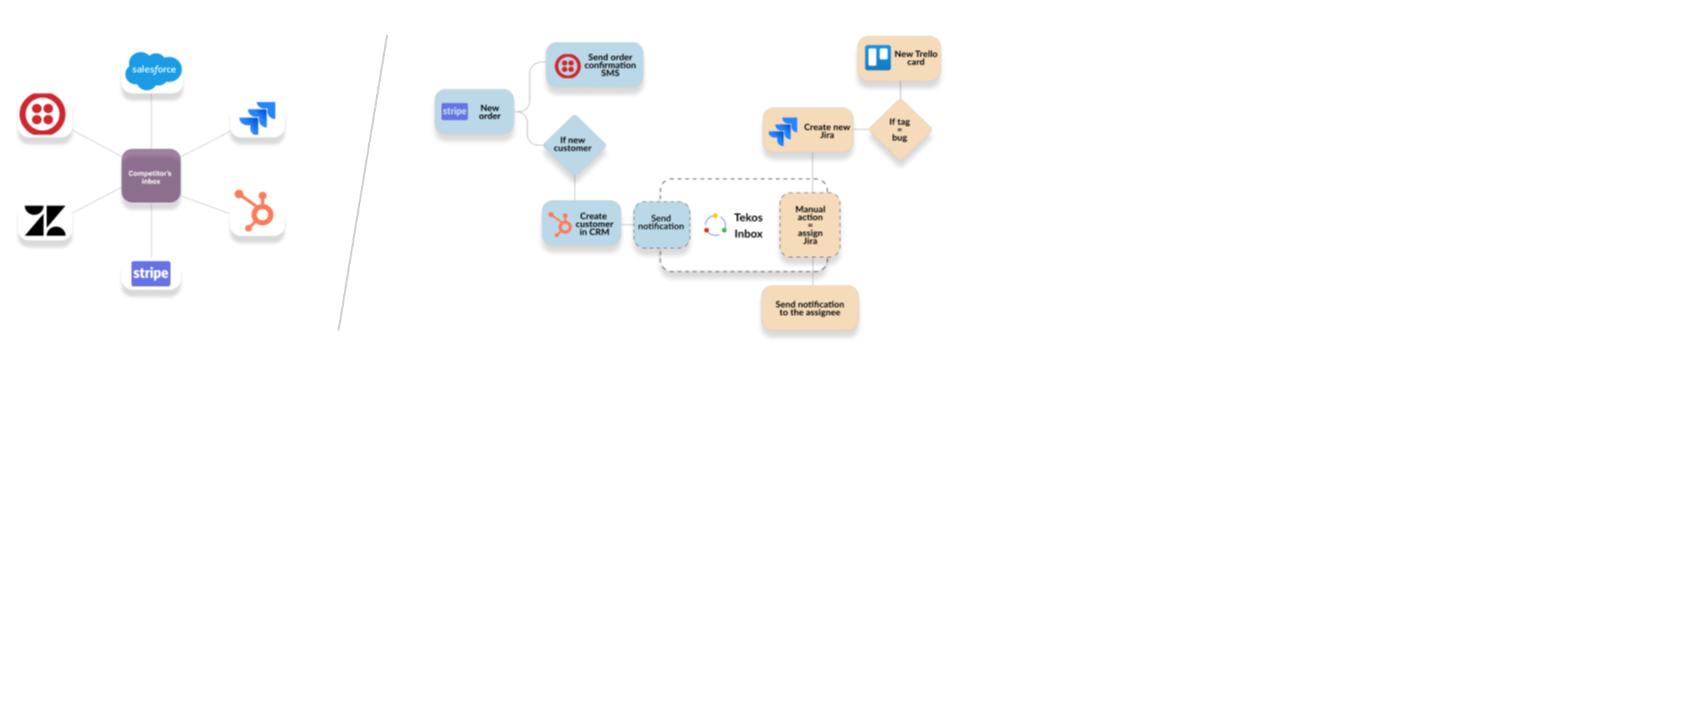 salesforce
Competitor's
inbox
stripe
stripe
New
order
Send order
confirmation
SMS
If new
customer
Create
customer
in CRM
Send
notification
Tekos
Inbox
New Trello
card
If tag
=
bug
Create new
Jira
Manual
action
=
assign
Jira
Send notification
to the assignee